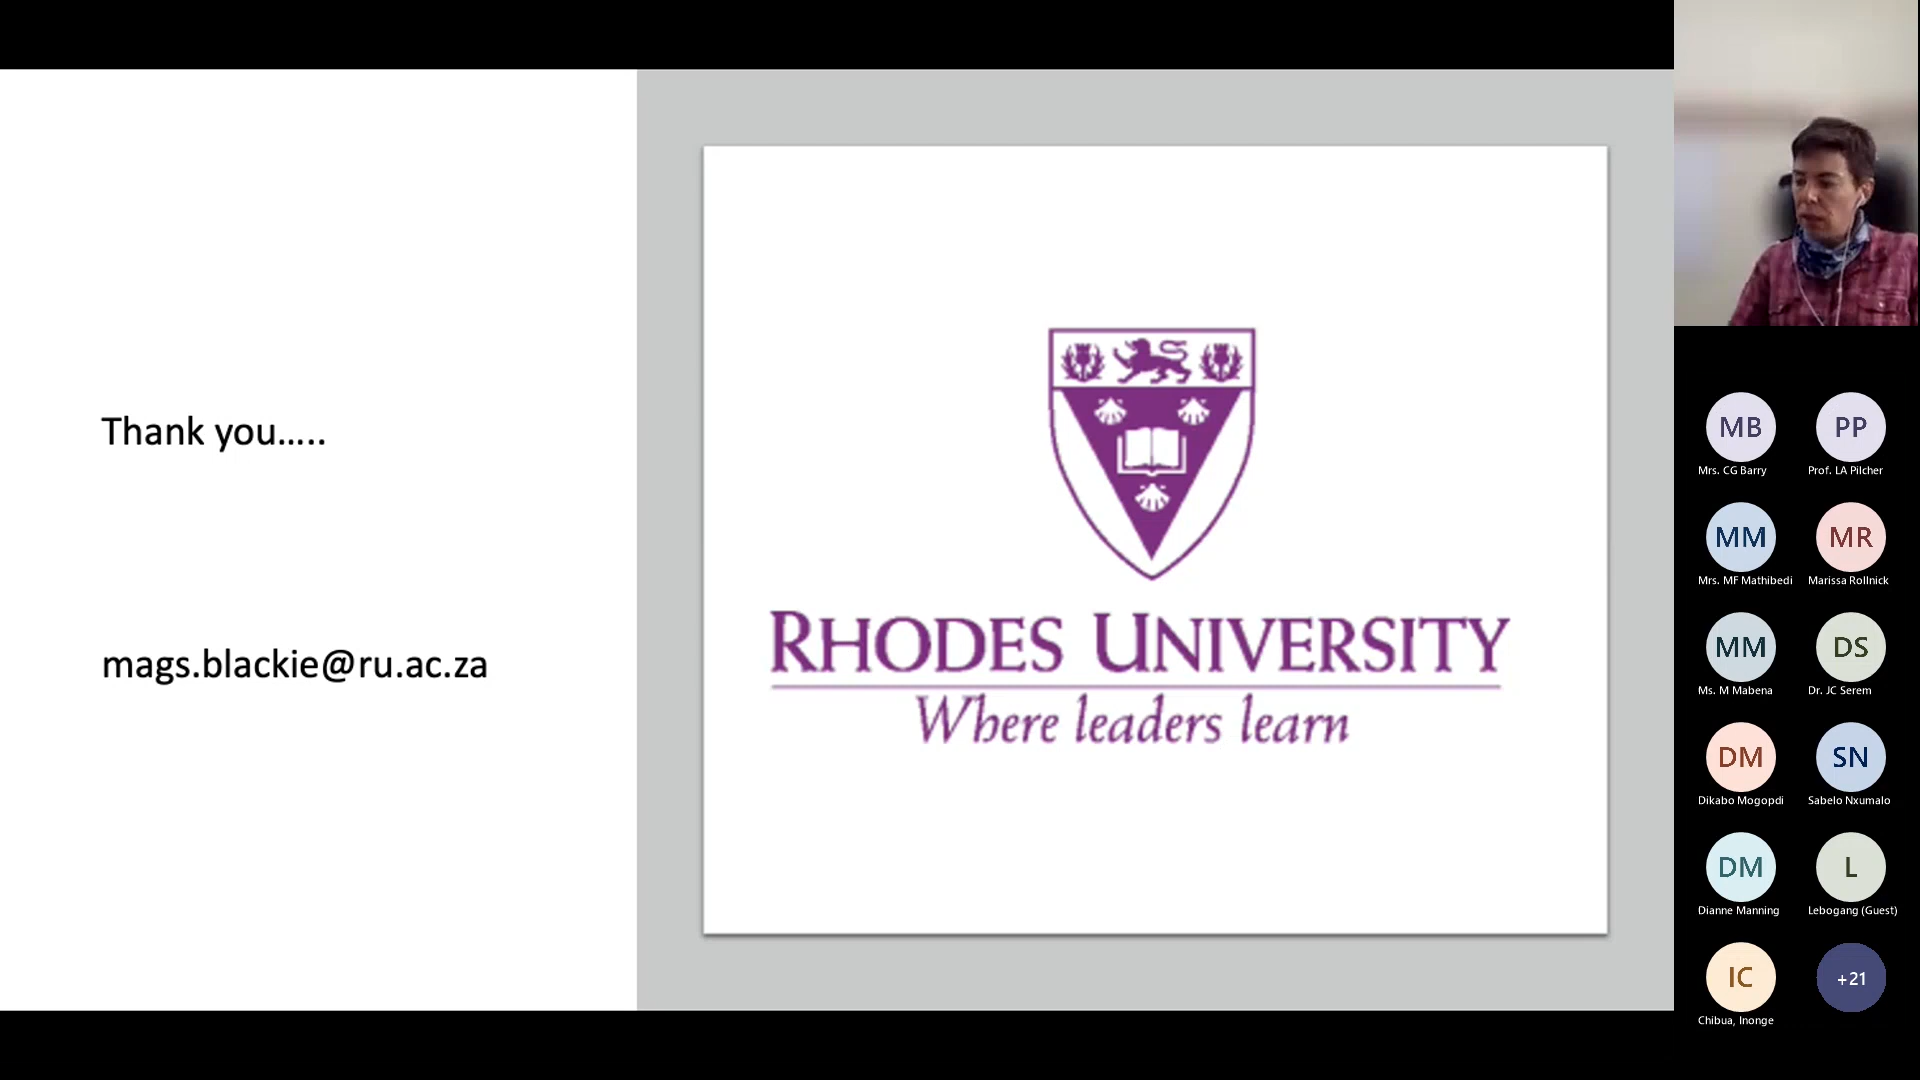 Thank you.....
mags.blackie@ru.ac.za
RHODES UNIVERSITY
Where leaders learn
MB
Mrs. CG Barry
PP
Prof. LA Pilcher
MM
Mrs. MF Mathibedi
MR
Marissa Rollnick
MM
Ms. M Mabena
DS
Dr. JC Serem
DM
Dikabo Mogopdi
SN
Sabelo Nxumalo
DM
Dianne Manning
L
Lebogang (Guest)
IC
Chibua, Inonge
+21